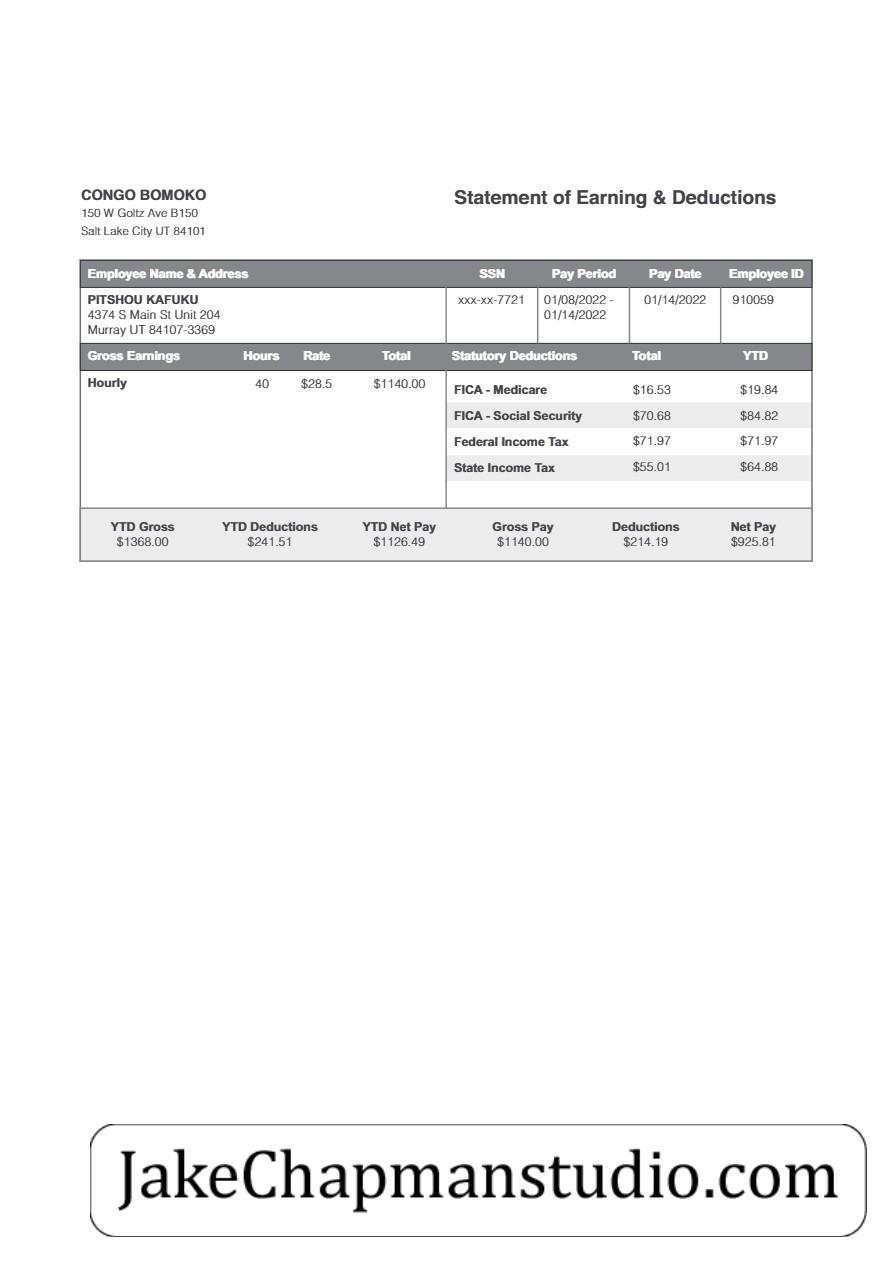 CONGO BOMOKO
150 W Goltz Ave B150
Salt Lake City UT 84101
Statement of Earning & Deductions
Employee Name & Address SSN Pay Period Pay Date Employee ID
PITSHOU KAFUKU xxx-xx-7721 01/08/2022 - 01/14/2022 910059
4374 S Main St Unit 204 01/14/2022
Murray UT 84107-3369
Gross Earnings Hours Rate Total Statutory Deductions Total YTD
Hourly 40 $28.5 $1140.00
FICA - Medicare $16.53 $19.84
FICA - Social Security $70.68 $84.82
Federal Income Tax $71.97 $71.97
State Income Tax $55.01 $64.88
YTD Gross YTD Deductions YTD Net Pay Gross Pay Deductions Net Pay
$1368.00 $241.51 $1126.49 $1140.00 $214.19 $925.81
JakeChapmanstudio.com